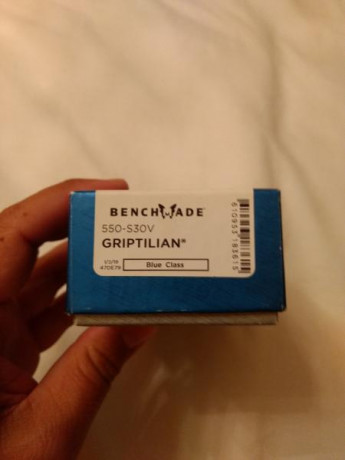 BENCHMADE
550-S30V
GRIPTILIAN®
Blue Class